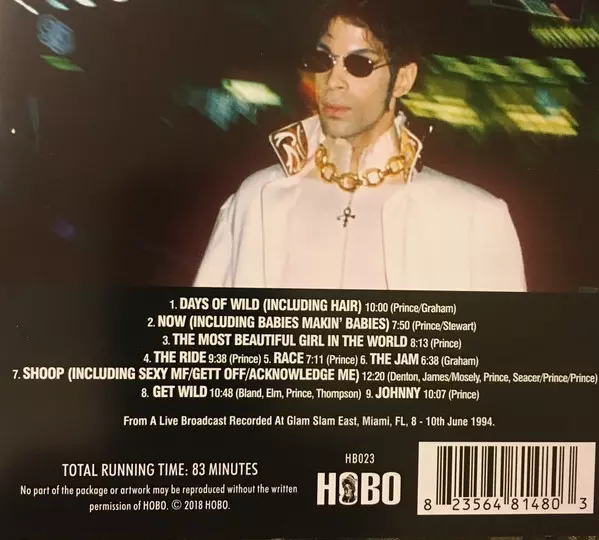 1. DAYS OF WILD (INCLUDING HAIR) 10:00 (Prince/Graham)
2. NOW (INCLUDING BABIES MAKIN' BABIES) 7:50 (Prince/Stewart)
3. THE MOST BEAUTIFUL GIRL IN THE WORLD 8:13 (Prince)
4. THE RIDE 9:38 (Prince) 5. RACE 7:11 (Prince) 6. THE JAM 6:38 (Graham)
7. SHOOP (INCLUDING SEXY MF/GETT OFF/ACKNOWLEDGE ME) 12:20 (Denton, James/Mosely, Prince, Seacer/Prince/Prince)
8. GET WILD 10:48 (Bland, Elm, Prince, Thompson) 9. JOHNNY 10:07 (Prince)
From A Live Broadcast Recorded At Glam Slam East, Miami, FL, 8 - 10th June 1994.
TOTAL RUNNING TIME: 83 MINUTES
No part of the package or artwork may be reproduced without the written
permission of HOBO. © 2018 HOBO.
HB023
HOBO
8 23564 81480 3